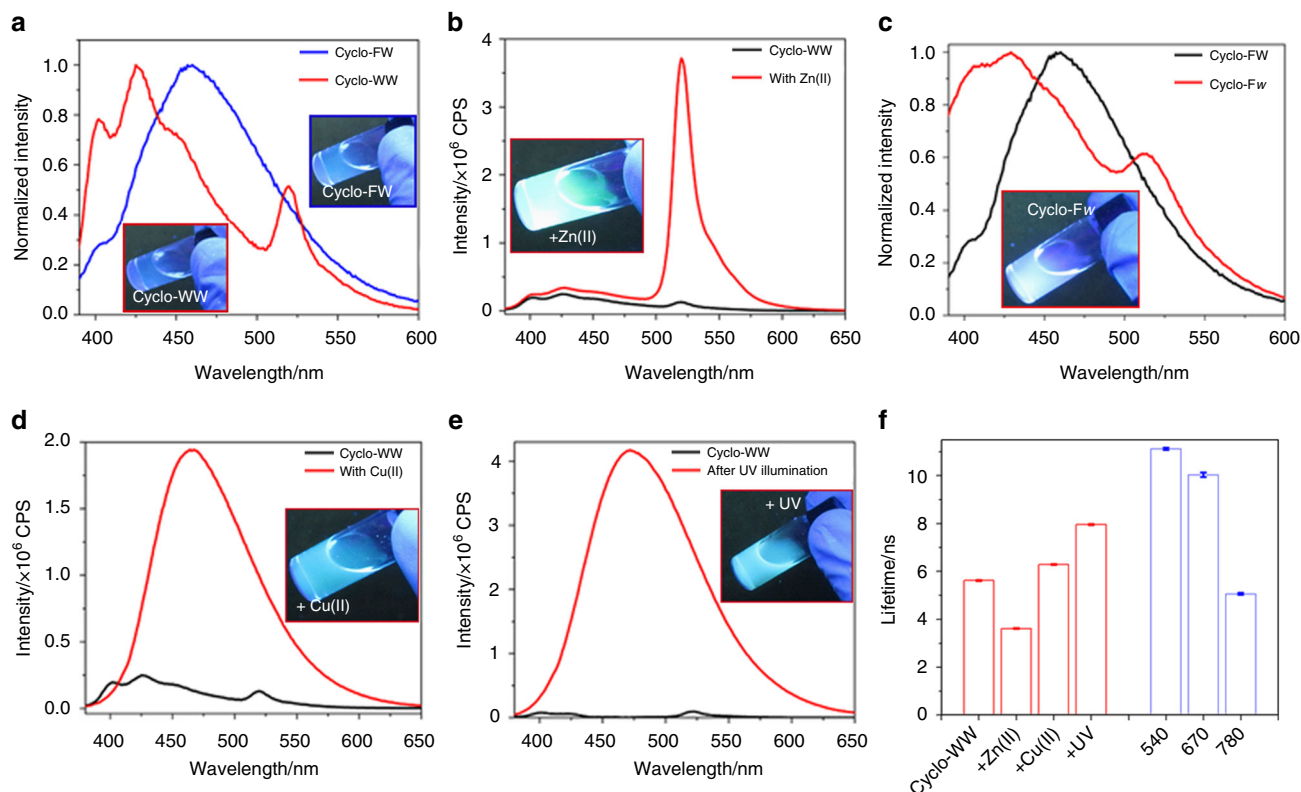 a
Cyclo-FW
Cyclo-WW
Normalized intensity
1.0
0.8
0.6
0.4
0.2
0.0
Cyclo-FW
Cyclo-WW
400
450
500
550
600
Wavelength/nm
b
Cyclo-WW
With Zn(II)
Intensity/×10⁶ CPS
4
3
2
1
0
+Zn(II)
400
450
500
550
600
650
Wavelength/nm
c
Cyclo-FW
Cyclo-Fw
Normalized intensity
1.0
0.8
0.6
0.4
0.2
0.0
Cyclo-Fw
400
450
500
550
600
Wavelength/nm
d
Cyclo-WW
With Cu(II)
Intensity/×10⁶ CPS
2.0
1.5
1.0
0.5
0.0
+ Cu(II)
400
450
500
550
600
650
Wavelength/nm
e
Cyclo-WW
After UV illumination
Intensity/×10⁶ CPS
4
3
2
1
0
+ UV
400
450
500
550
600
650
Wavelength/nm
f
Lifetime/ns
10
8
6
4
2
0
Cyclo-WW
+Zn(II)
+Cu(II)
+UV
540
670
780